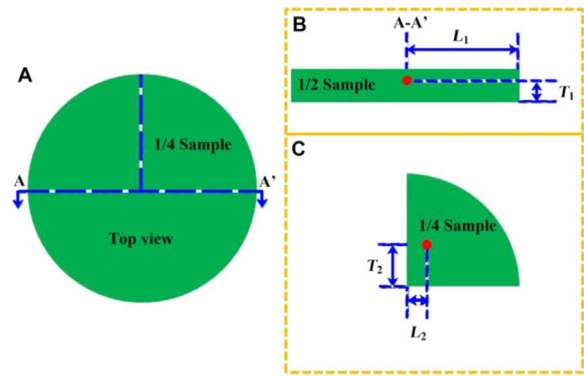 A
1/4 Sample
A
A'
Top view
B
A-A'
L1
1/2 Sample
T1
C
1/4 Sample
T2
L2